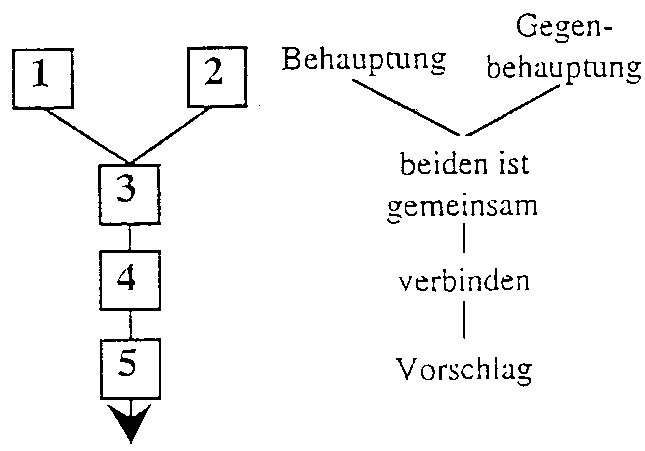 1
2
3
4
5
Behauptung
Gegen-
behauptung
beiden ist
gemeinsam
verbinden
Vorschlag